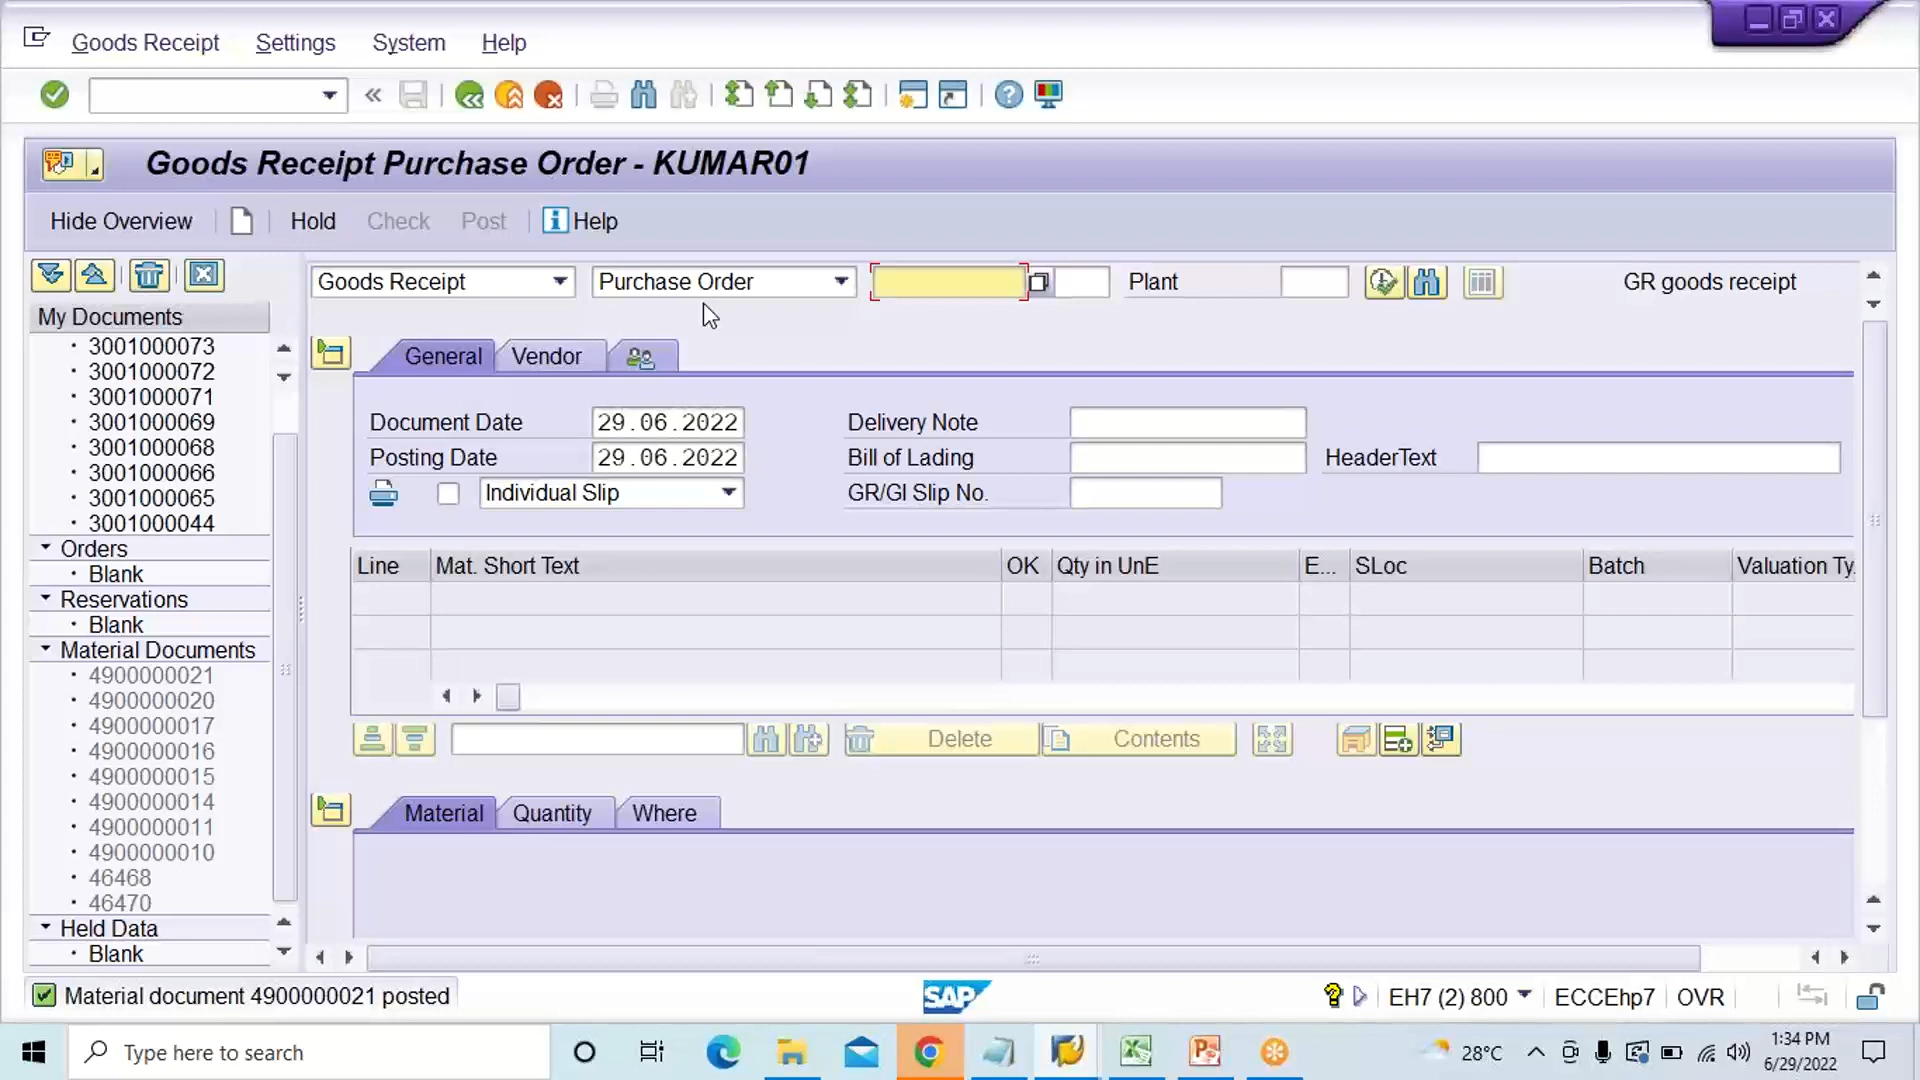 Goods Receipt Settings System Help
Goods Receipt Purchase Order - KUMAR01
Hide Overview Hold Check Post Help
Goods Receipt Purchase Order Plant GR goods receipt
My Documents
3001000073
3001000072
3001000071
3001000069
3001000068
3001000066
3001000065
3001000044
Orders
Blank
Reservations
Blank
Material Documents
4900000021
4900000020
4900000017
4900000016
4900000015
4900000014
4900000011
4900000010
46468
46470
Held Data
Blank
General Vendor
Document Date 29.06.2022 Delivery Note
Posting Date 29.06.2022 Bill of Lading HeaderText
Individual Slip GR/GI Slip No.
Line Mat. Short Text OK Qty in UnE E... SLoc Batch Valuation Ty.
Delete Contents
Material Quantity Where
Material document 4900000021 posted SAP EH7 (2) 800 ECCEhp7 OVR
Type here to search 28°C 1:34 PM
6/29/2022